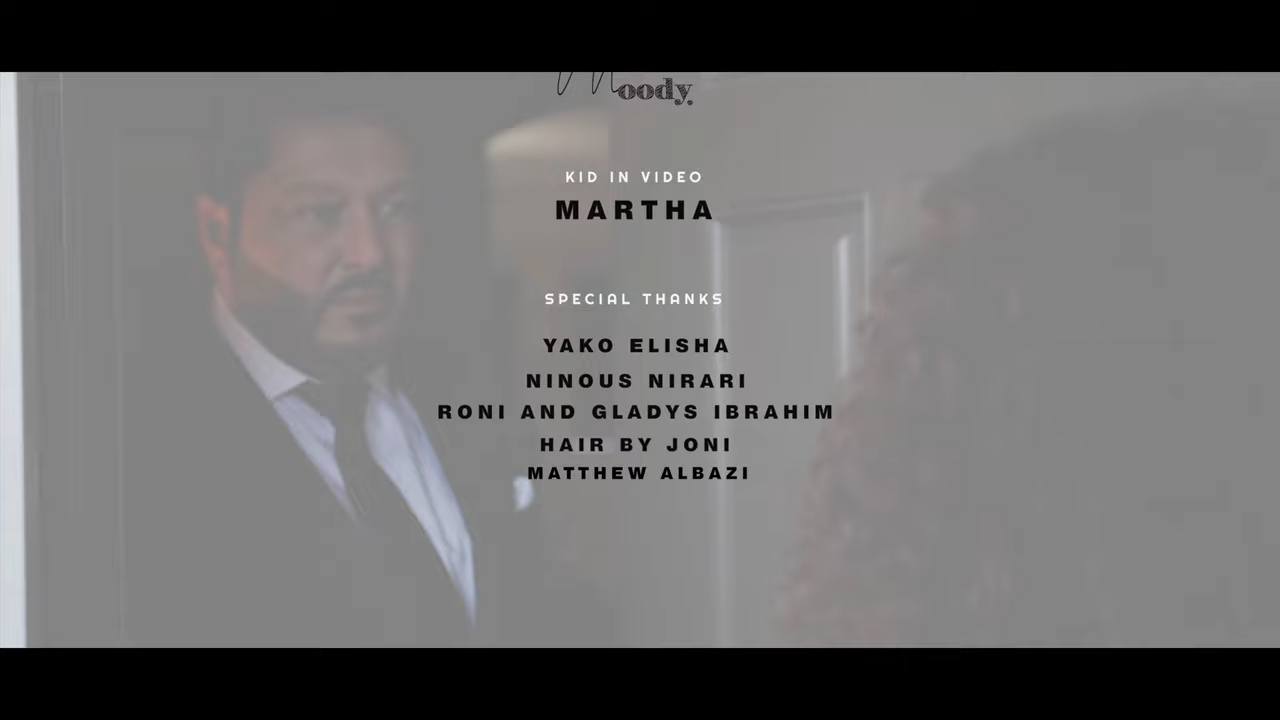 Moody.
KID IN VIDEO
MARTHA
SPECIAL THANKS
YAKO ELISHA
NINOUS NIRARI
RONI AND GLADYS IBRAHIM
HAIR BY JONI
MATTHEW ALBAZI